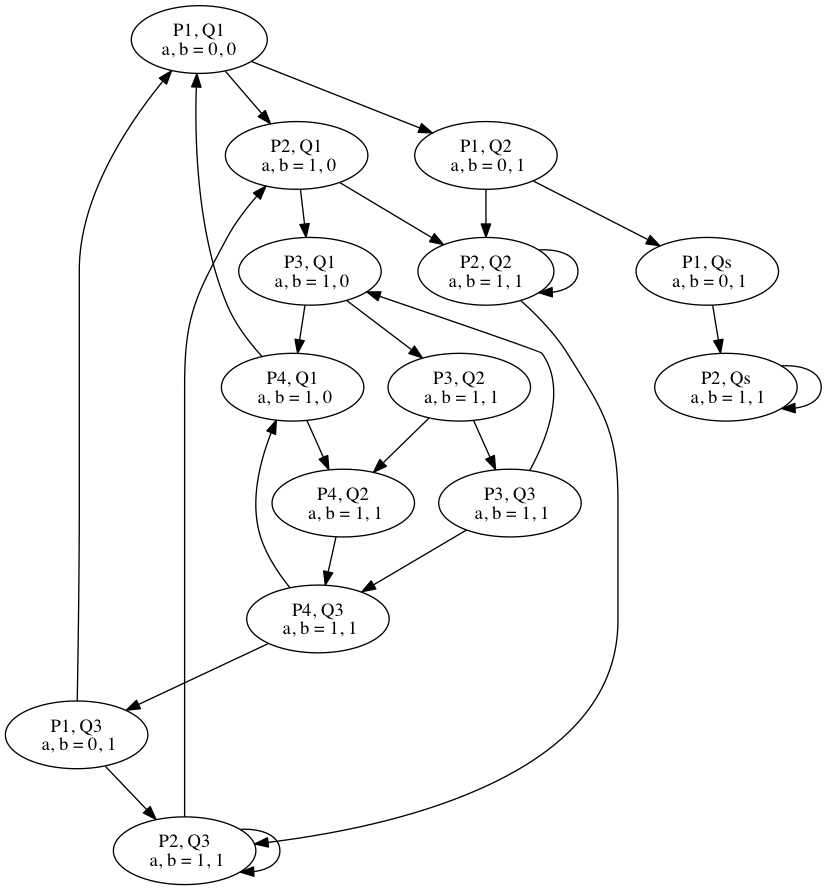 P1, Q1
a, b = 0, 0
P2, Q1
a, b = 1, 0
P1, Q2
a, b = 0, 1
P3, Q1
a, b = 1, 0
P2, Q2
a, b = 1, 1
P1, Qs
a, b = 0, 1
P4, Q1
a, b = 1, 0
P3, Q2
a, b = 1, 1
P2, Qs
a, b = 1, 1
P4, Q2
a, b = 1, 1
P3, Q3
a, b = 1, 1
P4, Q3
a, b = 1, 1
P1, Q3
a, b = 0, 1
P2, Q3
a, b = 1, 1